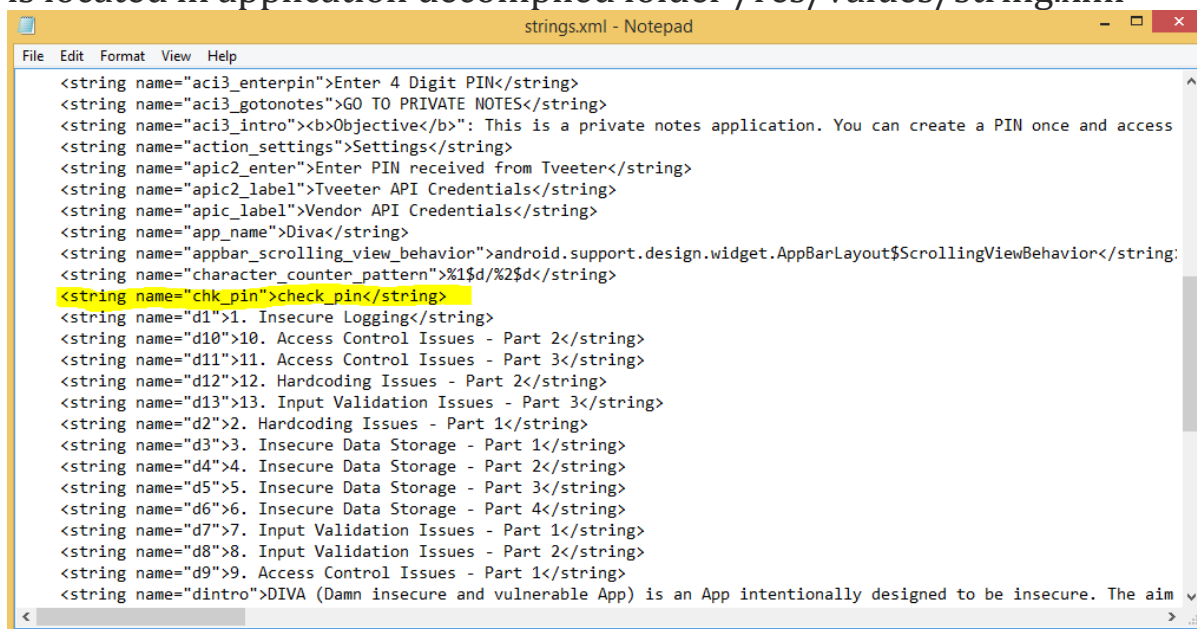 is located in application decompiled folder /res/values/string.xml
strings.xml - Notepad
File Edit Format View Help
<string name="aci3_enterpin">Enter 4 Digit PIN</string>
<string name="aci3_gotonotes">GO TO PRIVATE NOTES</string>
<string name="aci3_intro"><b>Objective</b>": This is a private notes application. You can create a PIN once and access
<string name="action_settings">Settings</string>
<string name="apic2_enter">Enter PIN received from Tveeter</string>
<string name="apic2_label">Tveeter API Credentials</string>
<string name="apic_label">Vendor API Credentials</string>
<string name="app_name">Diva</string>
<string name="appbar_scrolling_view_behavior">android.support.design.widget.AppBarLayout$ScrollingViewBehavior</string>
<string name="character_counter_pattern">%1$d/%2$d</string>
<string name="chk_pin">check_pin</string>
<string name="d1">1. Insecure Logging</string>
<string name="d10">10. Access Control Issues - Part 2</string>
<string name="d11">11. Access Control Issues - Part 3</string>
<string name="d12">12. Hardcoding Issues - Part 2</string>
<string name="d13">13. Input Validation Issues - Part 3</string>
<string name="d2">2. Hardcoding Issues - Part 1</string>
<string name="d3">3. Insecure Data Storage - Part 1</string>
<string name="d4">4. Insecure Data Storage - Part 2</string>
<string name="d5">5. Insecure Data Storage - Part 3</string>
<string name="d6">6. Insecure Data Storage - Part 4</string>
<string name="d7">7. Input Validation Issues - Part 1</string>
<string name="d8">8. Input Validation Issues - Part 2</string>
<string name="d9">9. Access Control Issues - Part 1</string>
<string name="dintro">DIVA (Damn insecure and vulnerable App) is an App intentionally designed to be insecure. The aim